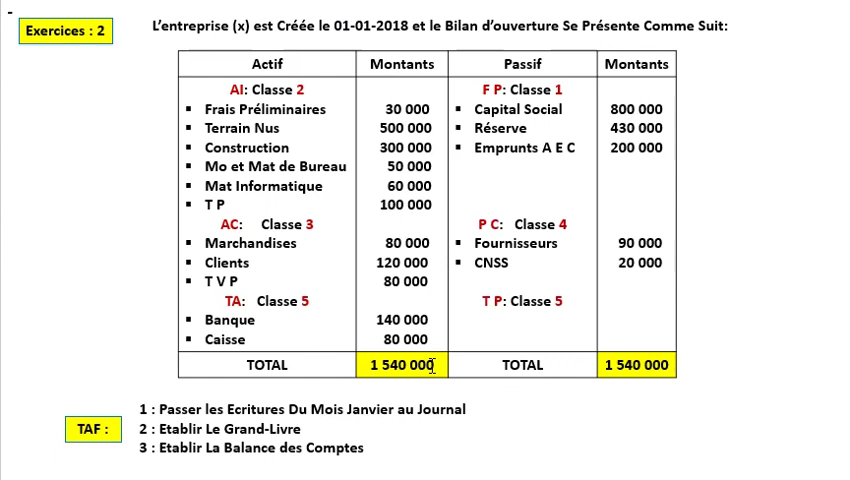 -
Exercices : 2
L’entreprise (x) est Créée le 01-01-2018 et le Bilan d’ouverture Se Présente Comme Suit:
Actif Montants Passif Montants
AI: Classe 2 F P: Classe 1
▪ Frais Préliminaires 30 000 ▪ Capital Social 800 000
▪ Terrain Nus 500 000 ▪ Réserve 430 000
▪ Construction 300 000 ▪ Emprunts A E C 200 000
▪ Mo et Mat de Bureau 50 000
▪ Mat Informatique 60 000
▪ T P 100 000
AC: Classe 3 P C: Classe 4
▪ Marchandises 80 000 ▪ Fournisseurs 90 000
▪ Clients 120 000 ▪ CNSS 20 000
▪ T V P 80 000
TA: Classe 5 T P: Classe 5
▪ Banque 140 000
▪ Caisse 80 000
TOTAL 1 540 000 TOTAL 1 540 000
1 : Passer les Ecritures Du Mois Janvier au Journal
TAF : 2 : Etablir Le Grand-Livre
3 : Etablir La Balance des Comptes